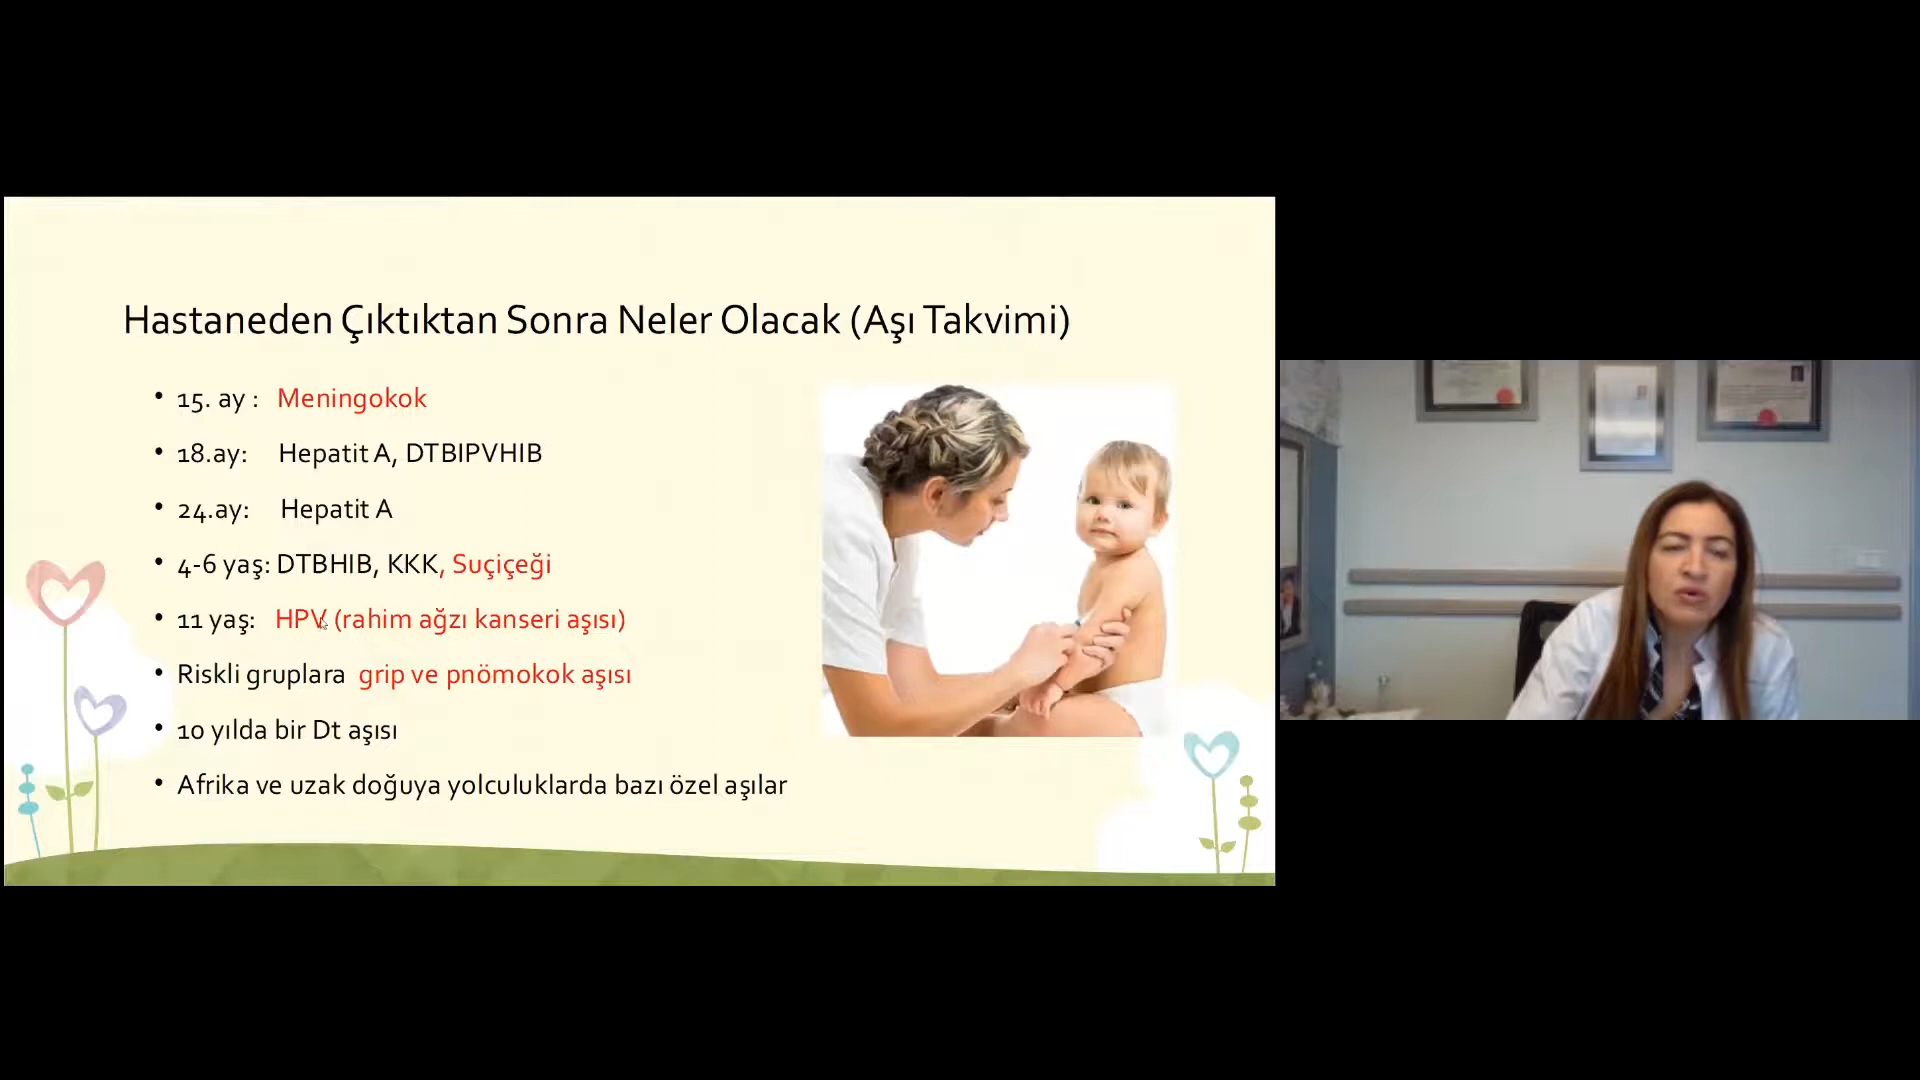 Hastaneden Çıktıktan Sonra Neler Olacak (Aşı Takvimi)
• 15. ay : Meningokok
• 18.ay: Hepatit A, DTBIPVHIB
• 24.ay: Hepatit A
• 4-6 yaş: DTBHIB, KKK, Suçiçeği
• 11 yaş: HPV (rahim ağzı kanseri aşısı)
• Riskli gruplara grip ve pnömokok aşısı
• 10 yılda bir Dt aşısı
• Afrika ve uzak doğuya yolculuklarda bazı özel aşılar